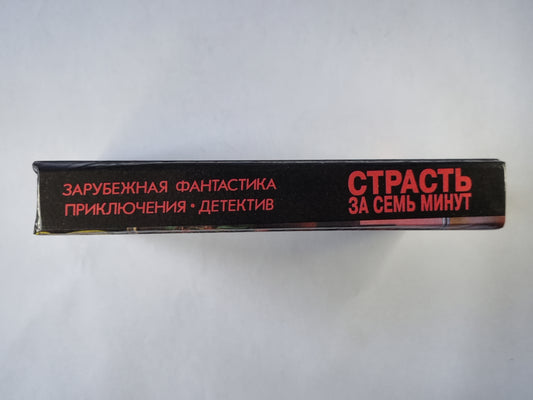 ЗАРУБЕЖНАЯ ФАНТАСТИКА
ПРИКЛЮЧЕНИЯ • ДЕТЕКТИВ
СТРАСТЬ
ЗА СЕМЬ МИНУТ